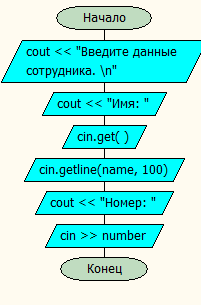 Начало
cout << "Введите данные
сотрудника. \n"
cout << "Имя: "
cin.get( )
cin.getline(name, 100)
cout << "Номер: "
cin >> number
Конец